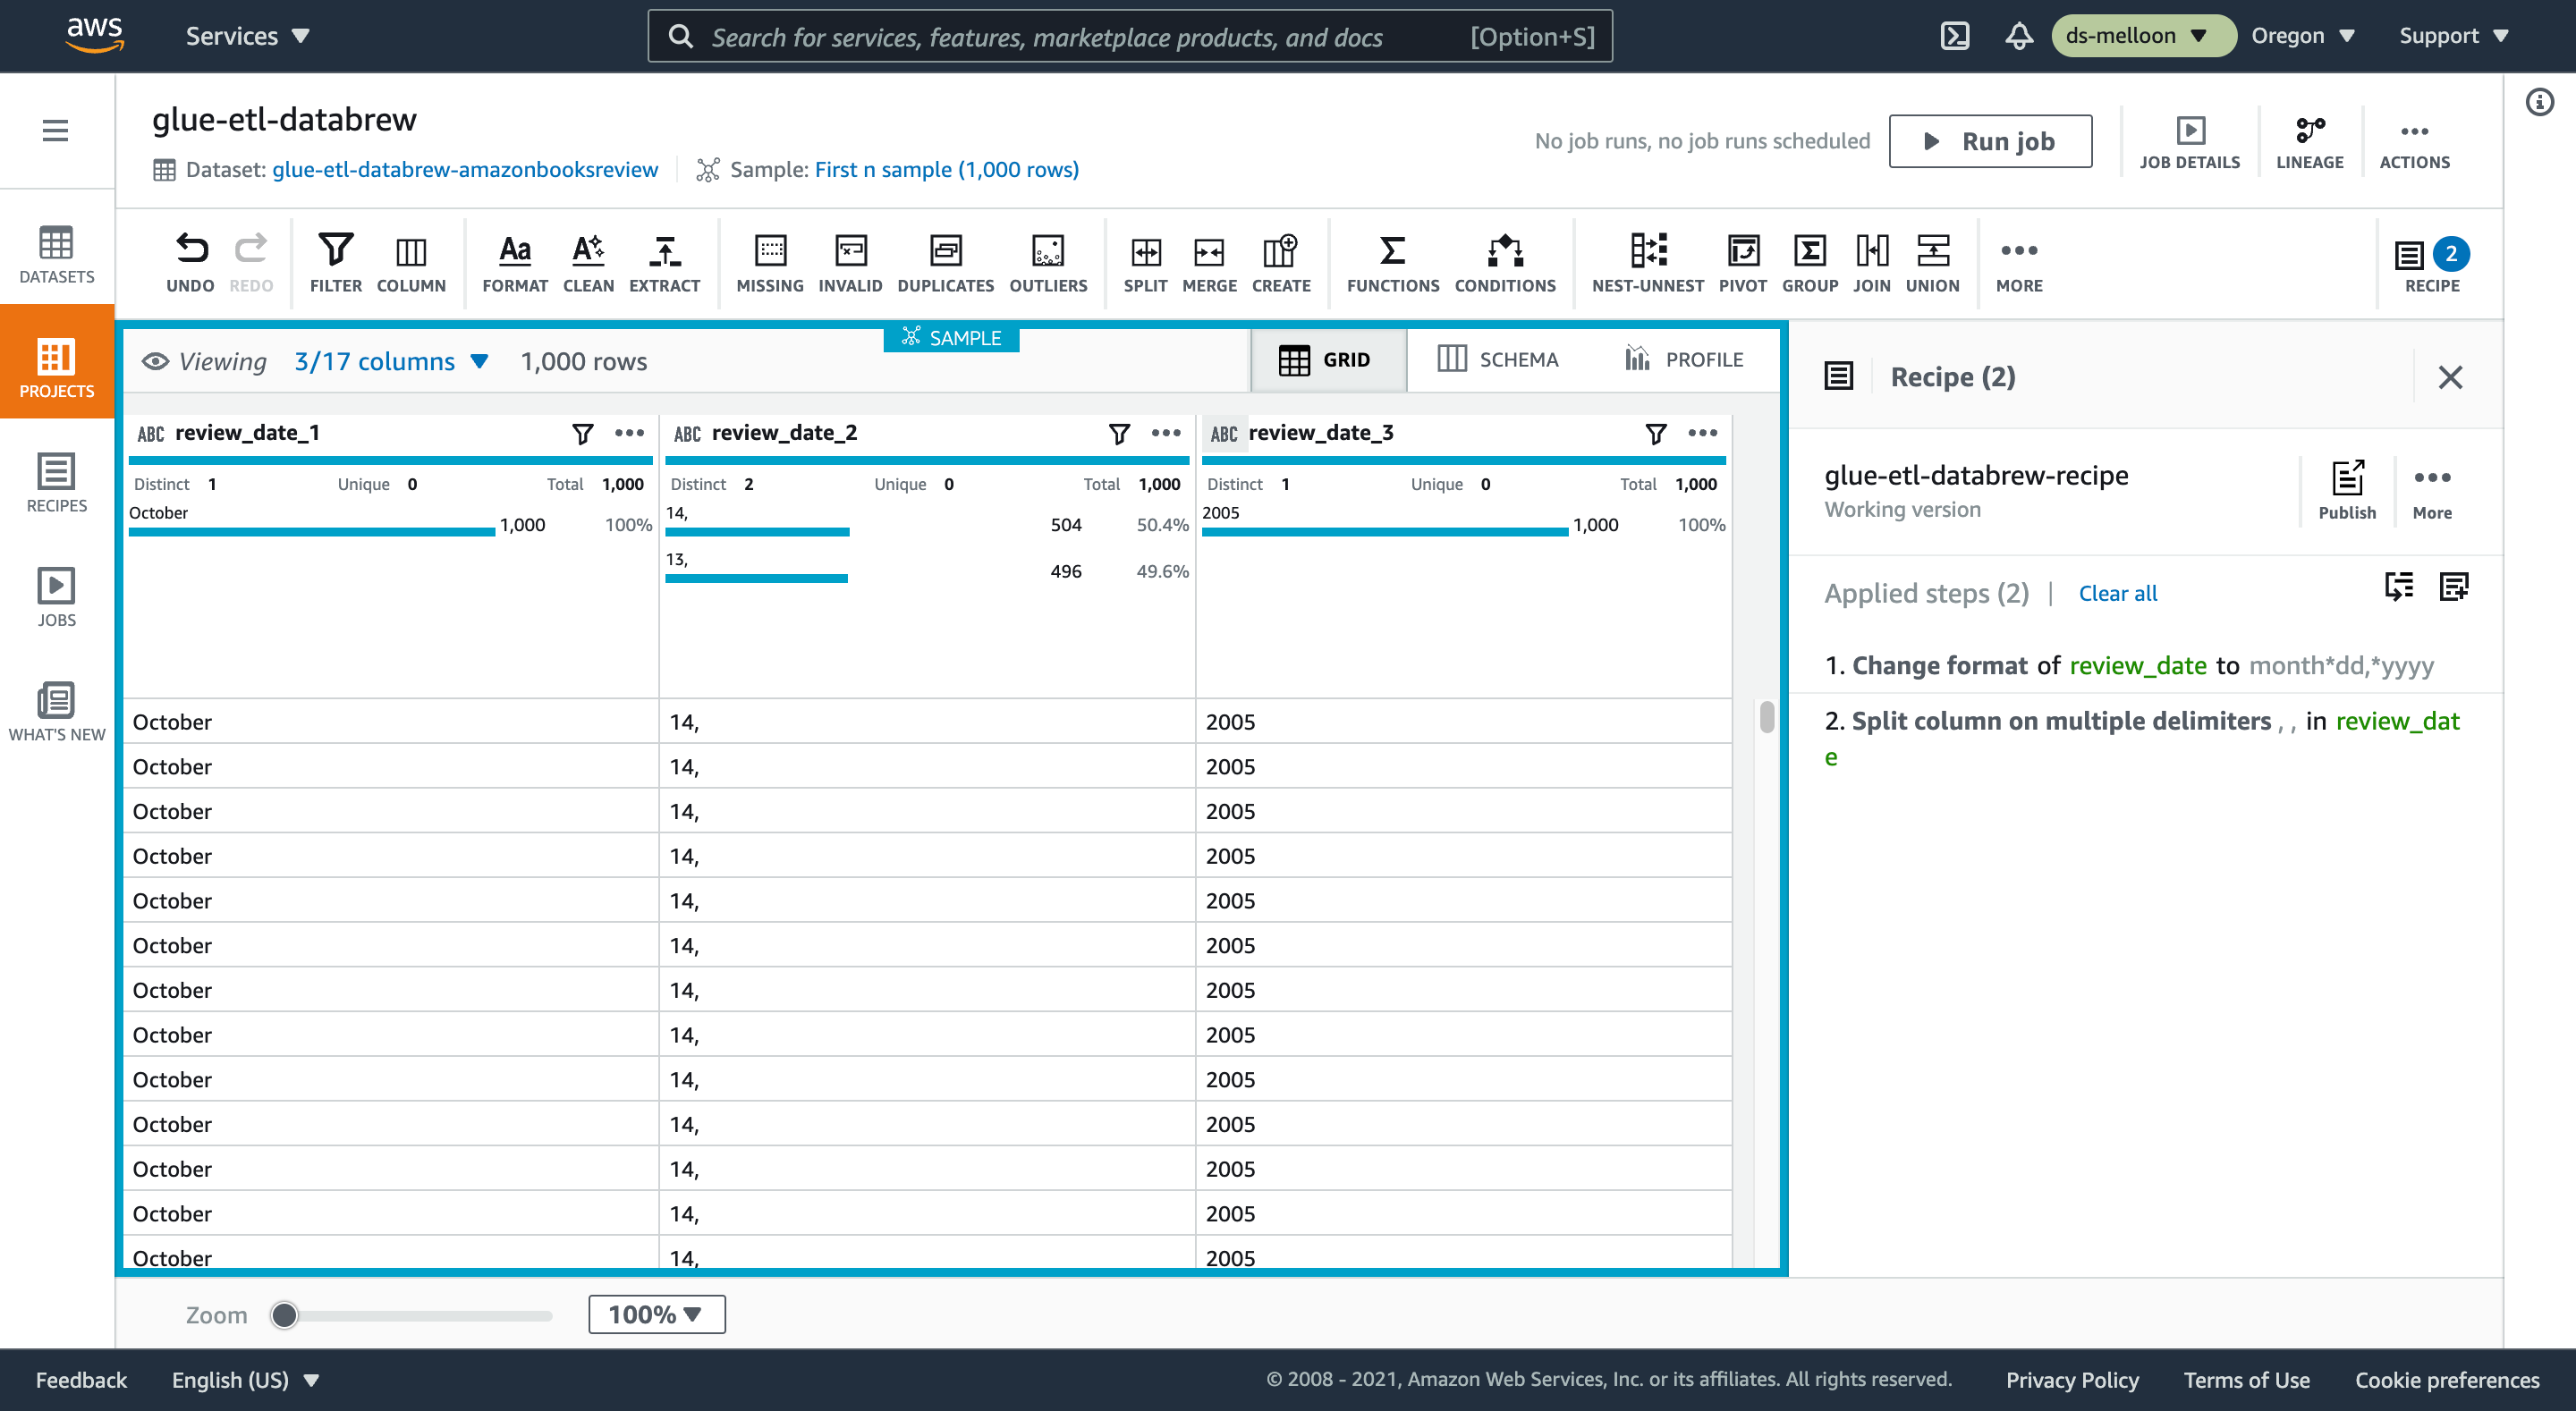 aws
Services
Search for services, features, marketplace products, and docs [Option+S]
ds-melloon
Oregon
Support
glue-etl-databrew
Dataset: glue-etl-databrew-amazonbooksreview
Sample: First n sample (1,000 rows)
No job runs, no job runs scheduled
Run job
JOB DETAILS
LINEAGE
ACTIONS
DATASETS
PROJECTS
RECIPES
JOBS
WHAT'S NEW
UNDO
REDO
FILTER
COLUMN
Aa
FORMAT
A
CLEAN
EXTRACT
MISSING
INVALID
DUPLICATES
OUTLIERS
SPLIT
MERGE
CREATE
Σ
FUNCTIONS
CONDITIONS
NEST-UNNEST
PIVOT
Σ
GROUP
JOIN
UNION
MORE
2
RECIPE
Viewing 3/17 columns 1,000 rows
SAMPLE
GRID
SCHEMA
PROFILE
ABC review_date_1
Distinct 1 Unique 0 Total 1,000
October
1,000 100%
ABC review_date_2
Distinct 2 Unique 0 Total 1,000
14,
504 50.4%
13,
496 49.6%
ABC review_date_3
Distinct 1 Unique 0 Total 1,000
2005
1,000 100%
October 14, 2005
October 14, 2005
October 14, 2005
October 14, 2005
October 14, 2005
October 14, 2005
October 14, 2005
October 14, 2005
October 14, 2005
October 14, 2005
October 14, 2005
October 14, 2005
October 14, 2005
Recipe (2)
glue-etl-databrew-recipe
Working version
Publish
More
Applied steps (2) | Clear all
1. Change format of review_date to month*dd,*yyyy
2. Split column on multiple delimiters , , in review_dat
e
Zoom
100%
Feedback
English (US)
© 2008 - 2021, Amazon Web Services, Inc. or its affiliates. All rights reserved.
Privacy Policy
Terms of Use
Cookie preferences